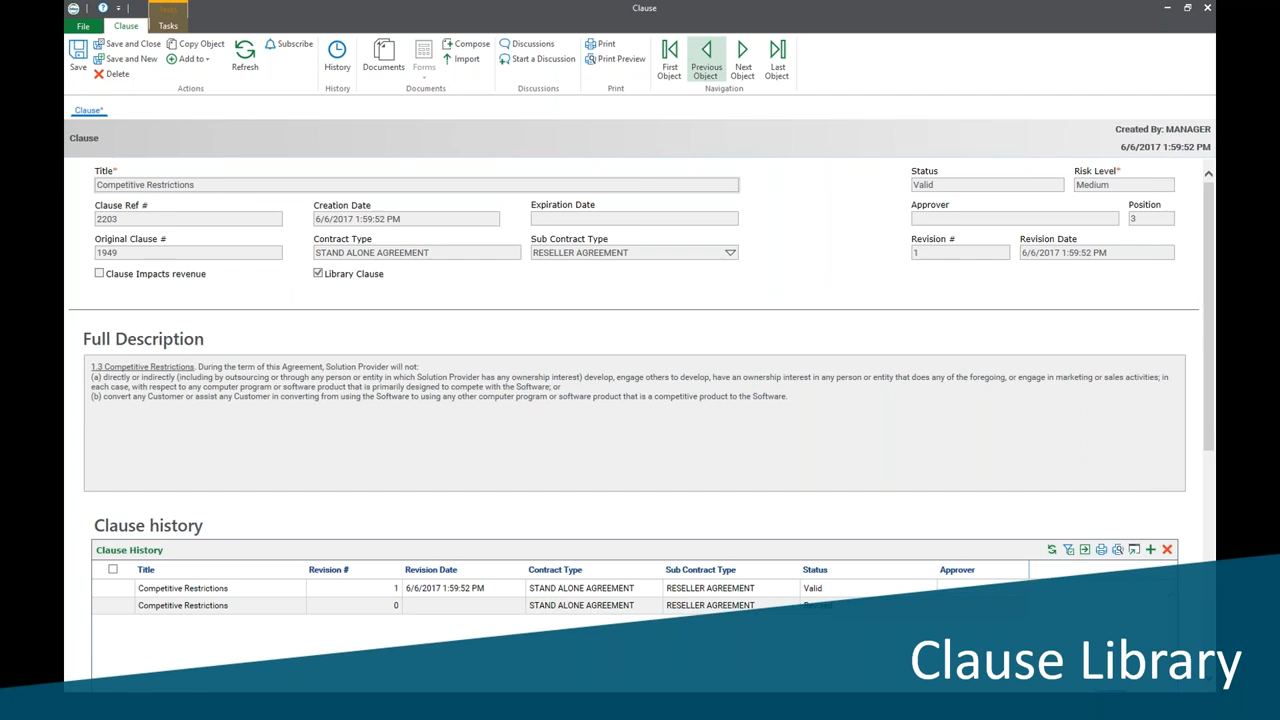 Tasks
Clause
File Clause Tasks
Save Save and Close Save and New Delete Copy Object Add to Refresh Subscribe History Documents Forms Compose Import Discussions Start a Discussion Print Print Preview First Object Previous Object Next Object Last Object
Actions History Documents Discussions Print Navigation
Clause*
Clause Created By: MANAGER
6/6/2017 1:59:52 PM
Title* Status Risk Level*
Competitive Restrictions Valid Medium
Clause Ref # Creation Date Expiration Date Approver Position
2203 6/6/2017 1:59:52 PM 3
Original Clause # Contract Type Sub Contract Type Revision # Revision Date
1949 STAND ALONE AGREEMENT RESELLER AGREEMENT 1 6/6/2017 1:59:52 PM
Clause Impacts revenue Library Clause
Full Description
1.3 Competitive Restrictions. During the term of this Agreement, Solution Provider will not:
(a) directly or indirectly (including by outsourcing or through any person or entity in which Solution Provider has any ownership interest) develop, engage others to develop, have an ownership interest in any person or entity that does any of the foregoing, or engage in marketing or sales activities; in
each case, with respect to any computer program or software product that is primarily designed to compete with the Software; or
(b) convert any Customer or assist any Customer in converting from using the Software to using any other computer program or software product that is a competitive product to the Software.
Clause history
Clause History
Title Revision # Revision Date Contract Type Sub Contract Type Status Approver
Competitive Restrictions 1 6/6/2017 1:59:52 PM STAND ALONE AGREEMENT RESELLER AGREEMENT Valid
Competitive Restrictions 0 STAND ALONE AGREEMENT RESELLER AGREEMENT
Clause Library